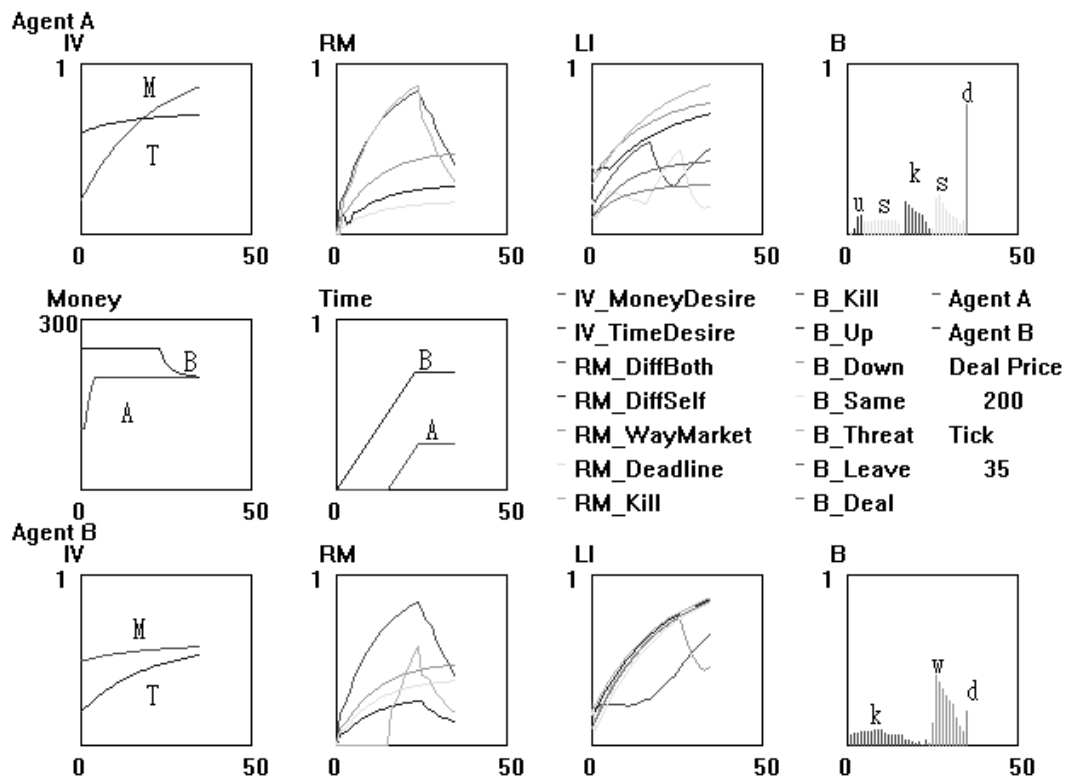 Agent A
IV RM LI B
1 1 1
M
T
u s k s d
0 50 0 50 0 50 0 50
Money Time
300 1
B
A
B
A
IV_MoneyDesire B_Kill Agent A
IV_TimeDesire B_Up Agent B
RM_DiffBoth B_Down Deal Price
RM_DiffSelf B_Same 200
RM_WayMarket B_Threat Tick
RM_Deadline B_Leave 35
RM_Kill B_Deal
0 50 0 50
Agent B
IV RM LI B
1 1 1 1
M
T
k w d
0 50 0 50 0 50 0 50